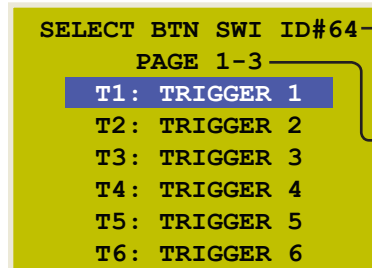 SELECT BTN SWI ID#64
PAGE 1-3
T1: TRIGGER 1
T2: TRIGGER 2
T3: TRIGGER 3
T4: TRIGGER 4
T5: TRIGGER 5
T6: TRIGGER 6